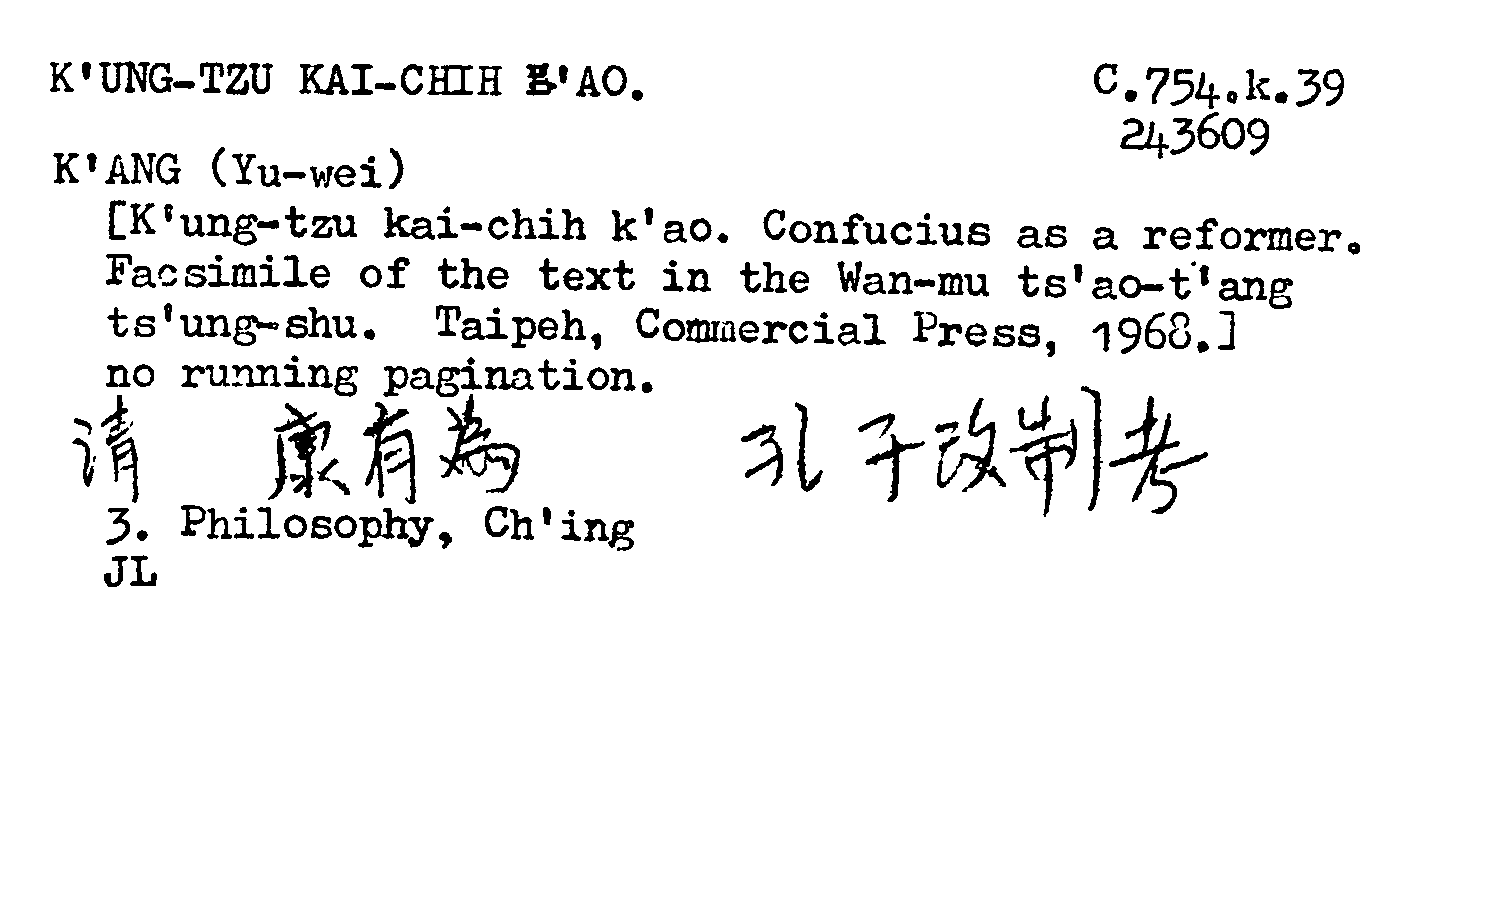 K'UNG-TZU KAI-CHIH K'AO.
C.754.k.39
243609
K'ANG (Yu-wei)
[K'ung-tzu kai-chih k'ao. Confucius as a reformer.
Facsimile of the text in the Wan-mu ts'ao-t'ang
ts'ung-shu. Taipeh, Commercial Press, 1968.]
no running pagination.
清 康有為 孔子改制考
3. Philosophy, Ch'ing
JL